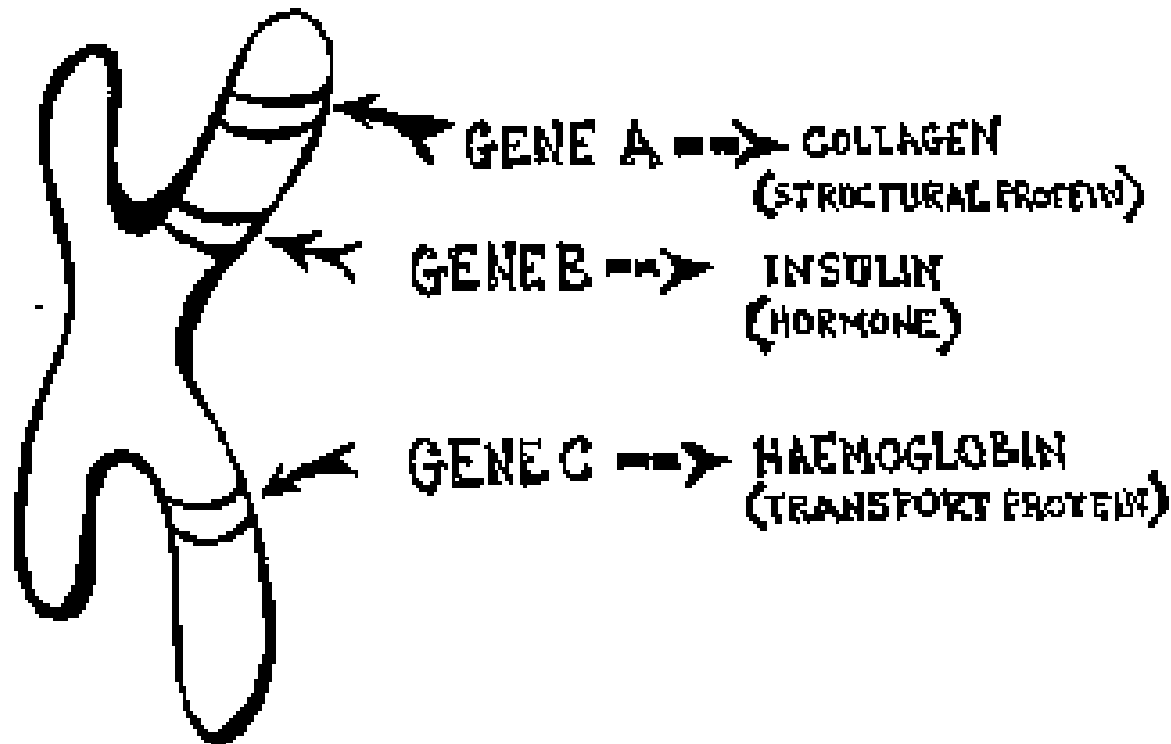 GENE A COLLAGEN
(STRUCTURAL PROTEIN)
GENE B INSULIN
(HORMONE)
GENE C HAEMOGLOBIN
(TRANSPORT PROTEIN)